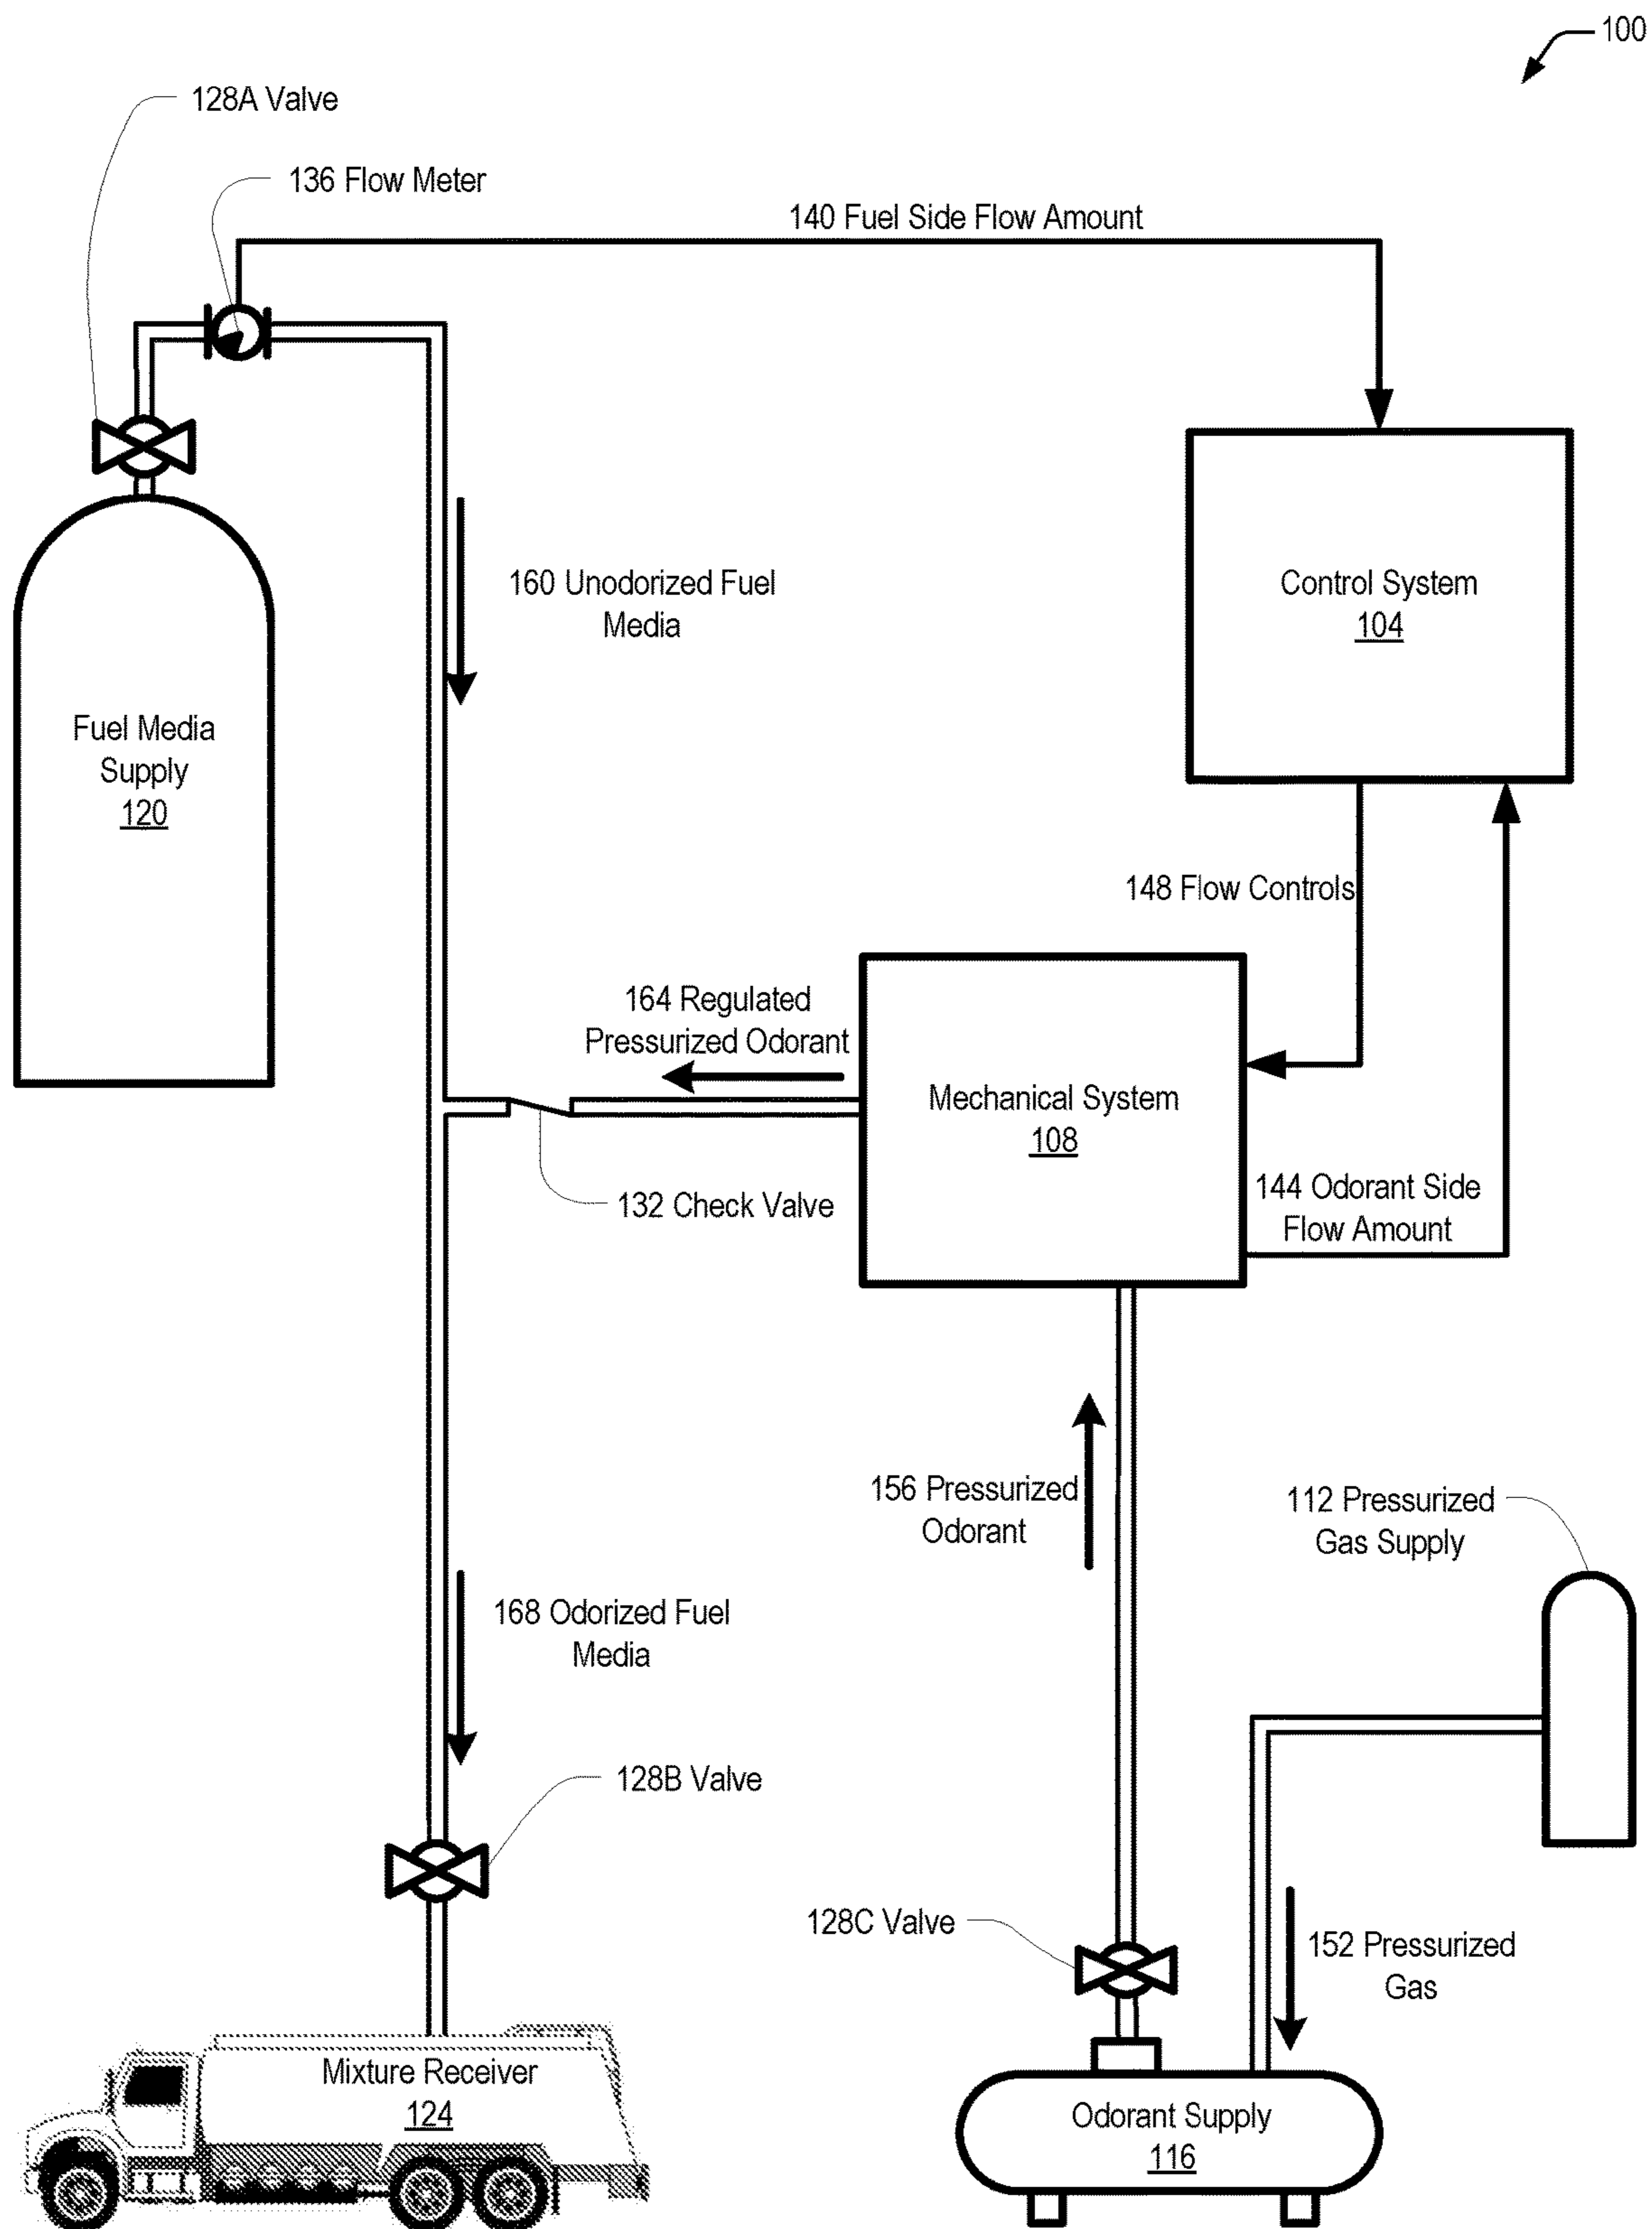 100
128A Valve
136 Flow Meter
140 Fuel Side Flow Amount
160 Unodorized Fuel
Media
Control System
104
Fuel Media
Supply
120
148 Flow Controls
164 Regulated
Pressurized Odorant
Mechanical System
108
132 Check Valve
144 Odorant Side
Flow Amount
156 Pressurized
Odorant
112 Pressurized
Gas Supply
168 Odorized Fuel
Media
128B Valve
128C Valve
152 Pressurized
Gas
Mixture Receiver
124
Odorant Supply
116